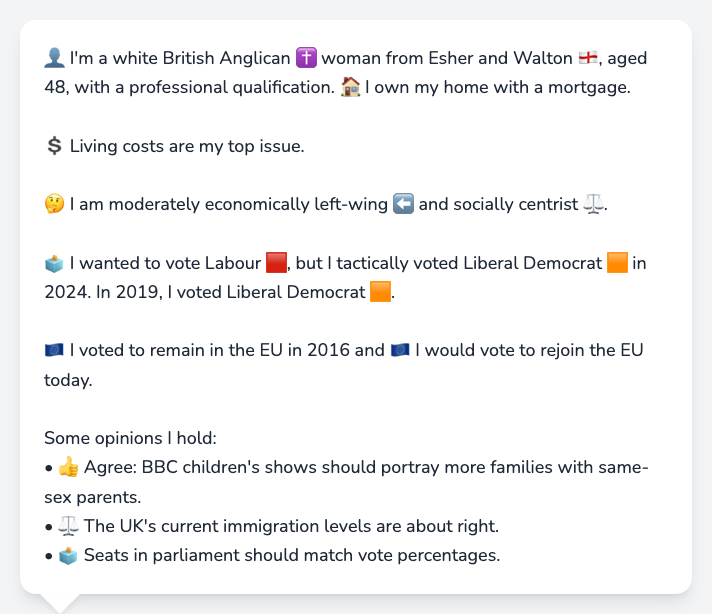 👤 I'm a white British Anglican ✝️ woman from Esher and Walton 🏴󠁧󠁢󠁥󠁮󠁧󠁿, aged
48, with a professional qualification. 🏠 I own my home with a mortgage.
💲 Living costs are my top issue.
🤔 I am moderately economically left-wing ⬅️ and socially centrist ⚖️.
🗳️ I wanted to vote Labour 🟥, but I tactically voted Liberal Democrat 🟧 in
2024. In 2019, I voted Liberal Democrat 🟧.
🇪🇺 I voted to remain in the EU in 2016 and 🇪🇺 I would vote to rejoin the EU
today.
Some opinions I hold:
• 👍 Agree: BBC children's shows should portray more families with same-
sex parents.
• ⚖️ The UK's current immigration levels are about right.
• 🗳️ Seats in parliament should match vote percentages.